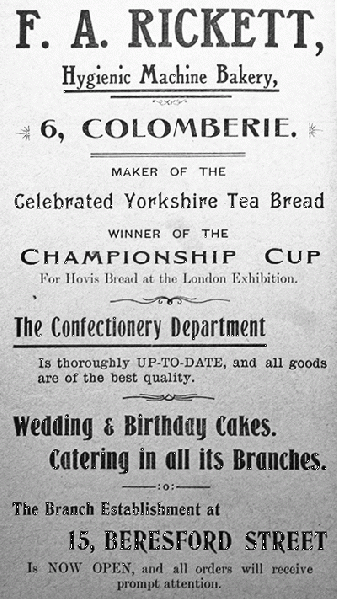 F. A. RICKETT,
Hygienic Machine Bakery,
6, COLOMBERIE.
MAKER OF THE
Celebrated Yorkshire Tea Bread
WINNER OF THE
CHAMPIONSHIP CUP
For Hovis Bread at the London Exhibition.
The Confectionery Department
Is thoroughly UP-TO-DATE, and all goods
are of the best quality.
Wedding & Birthday Cakes.
Catering in all its Branches.
The Branch Establishment at
15, BERESFORD STREET
Is NOW OPEN, and all orders will receive
prompt attention.